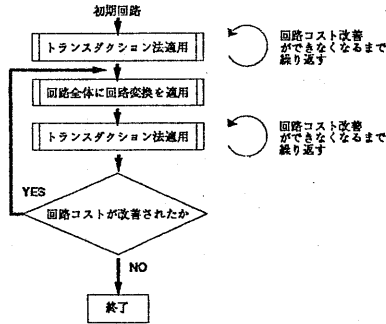 初期回路
トランスダクション法適用
回路コスト改善
ができなくなるまで
繰り返す
回路全体に回路変換を適用
トランスダクション法適用
回路コスト改善
ができなくなるまで
繰り返す
YES
回路コストが改善されたか
NO
終了